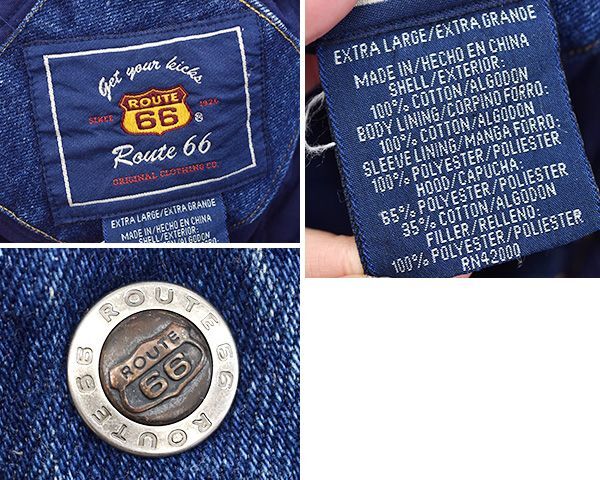 Get your kicks
ROUTE
66
SINCE 1926
®
Route 66
ORIGINAL CLOTHING CO.
EXTRA LARGE/EXTRA GRANDE
MADE IN/HECHO EN CHINA
SHELL/EXTERIOR:
100% COTTON/ALGODON
EXTRA LARGE/EXTRA GRANDE
MADE IN/HECHO EN CHINA
SHELL/EXTERIOR:
100% COTTON/ALGODON
BODY LINING/CORPINO FORRO:
100% COTTON/ALGODON
SLEEVE LINING/MANGA FORRO:
100% POLYESTER/POLIESTER
HOOD/CAPUCHA:
65% POLYESTER/POLIESTER
35% COTTON/ALGODON
FILLER/RELLENO:
100% POLYESTER/POLIESTER
RN42000
ROUTE 66 ROUTE 66
ROUTE
66